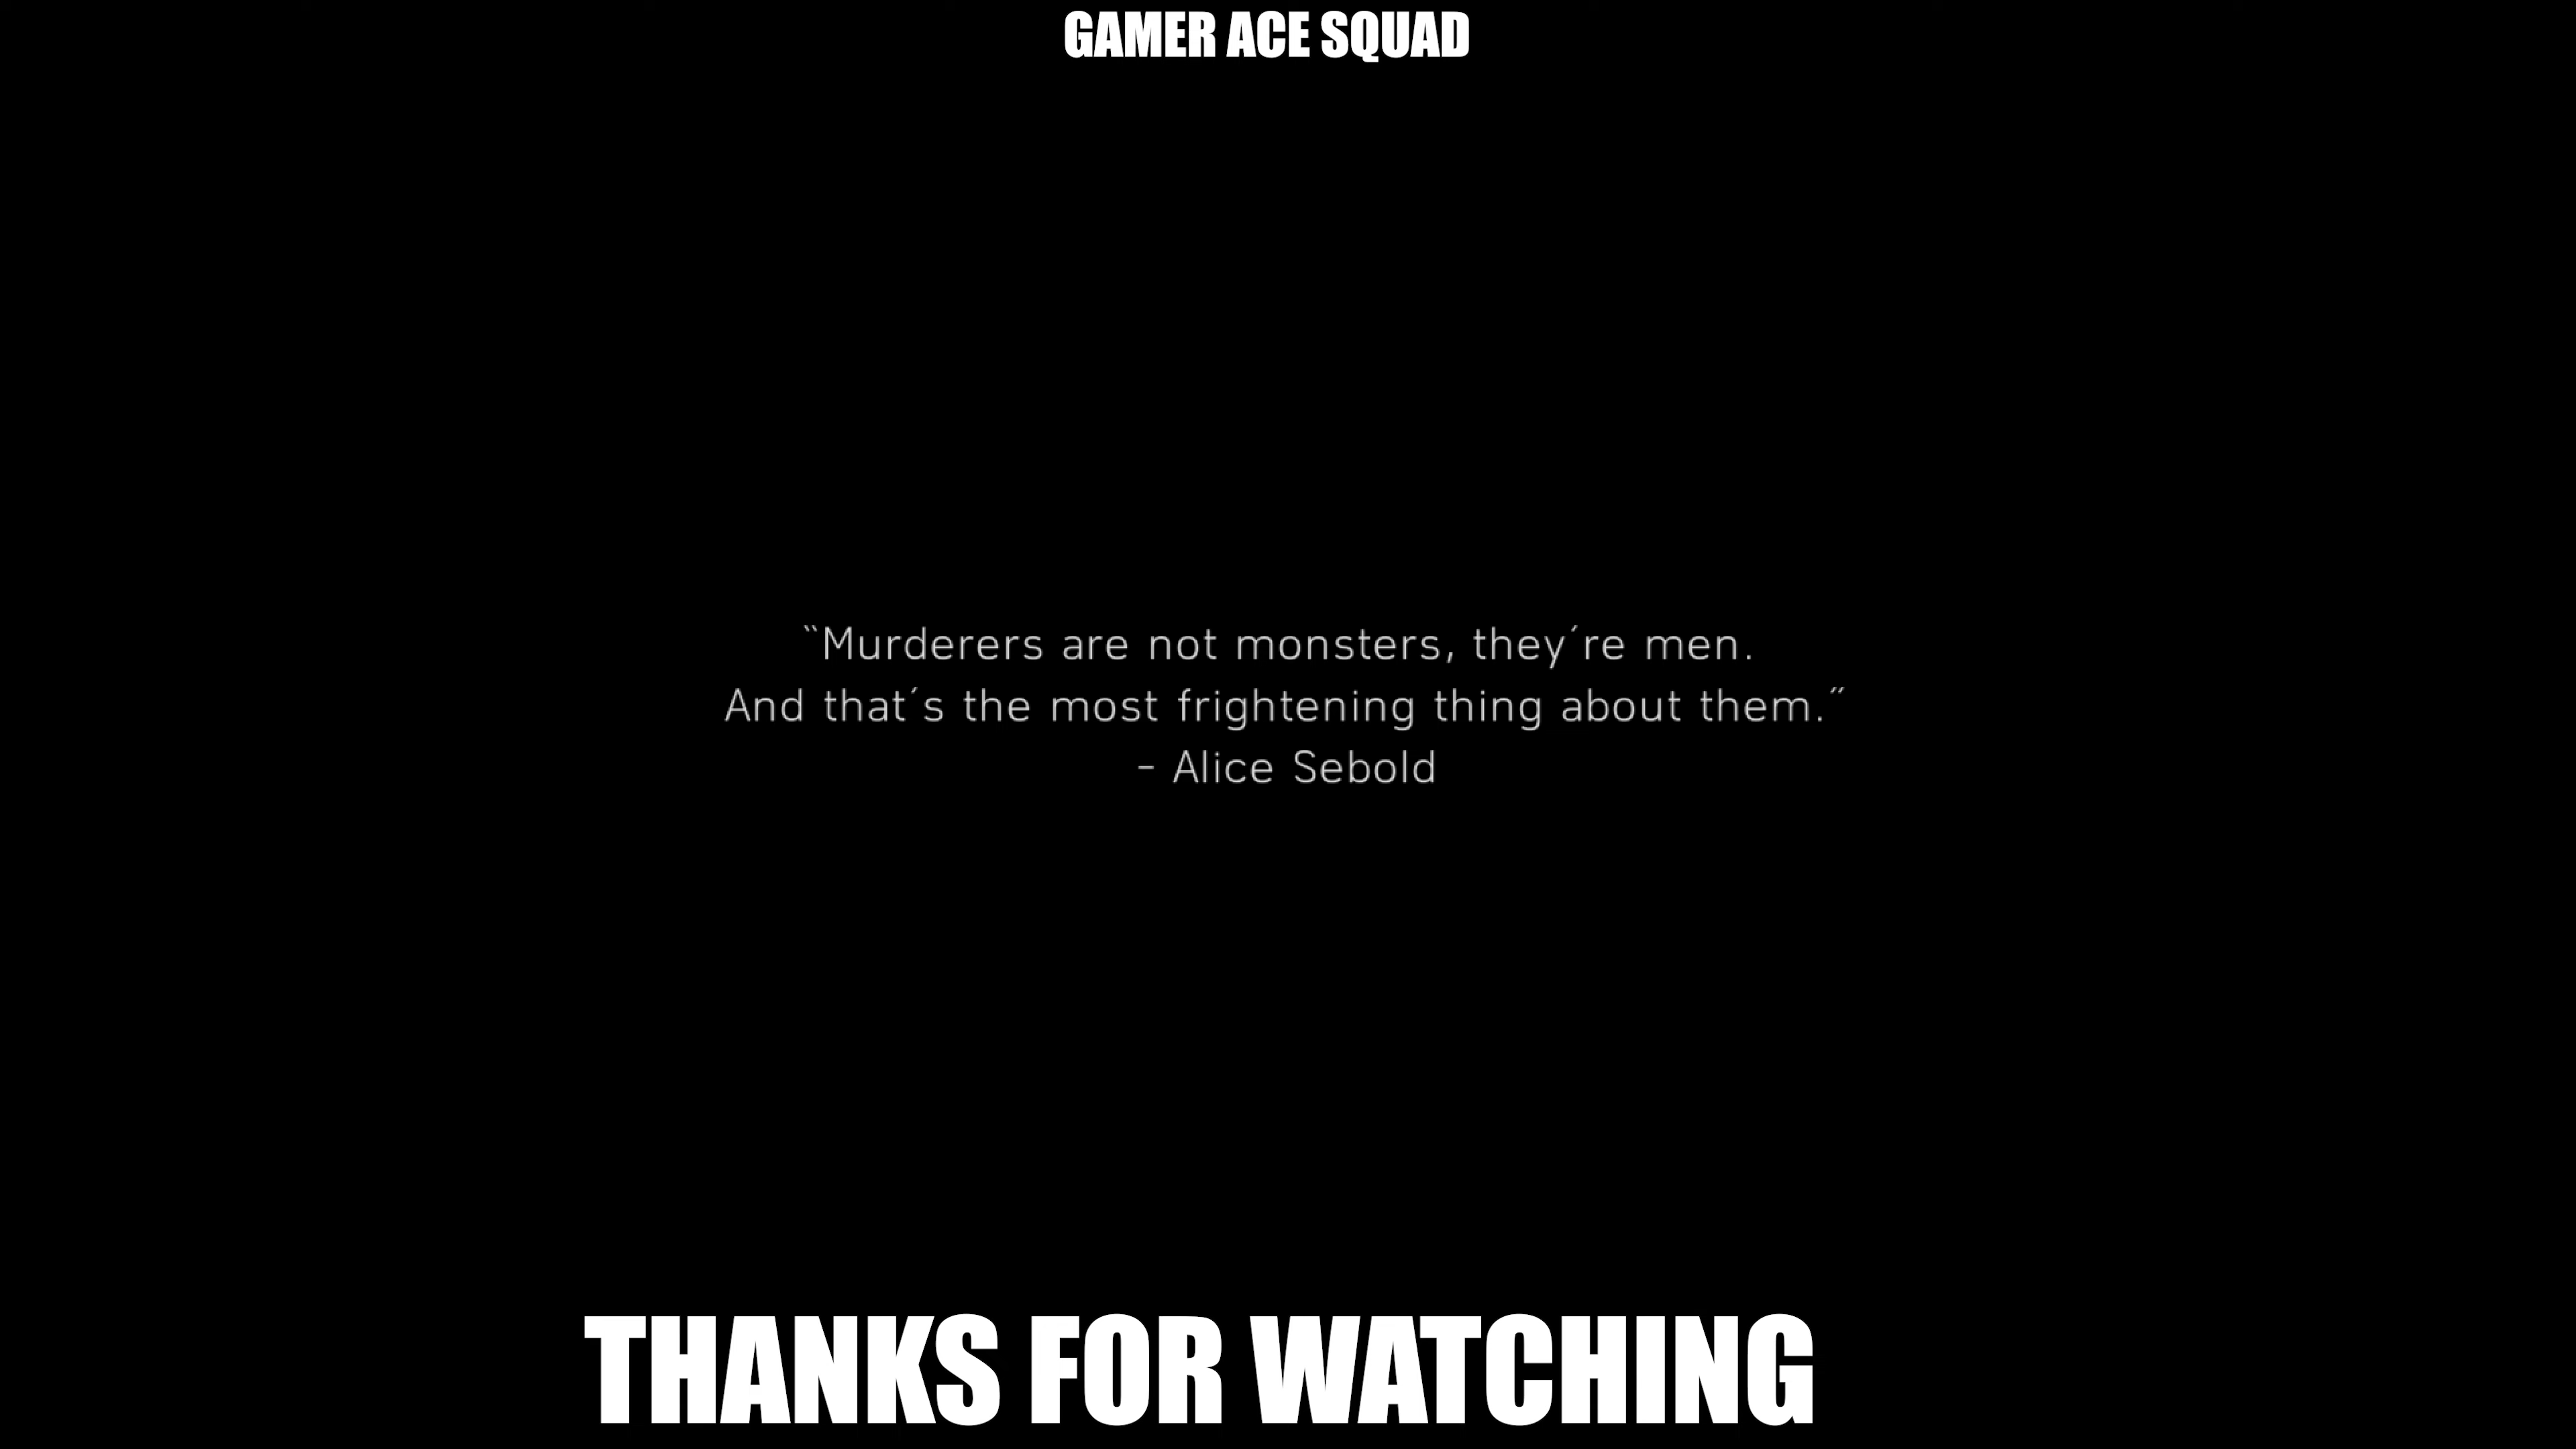 GAMER ACE SQUAD
“Murderers are not monsters, they´re men.
And that´s the most frightening thing about them.”
- Alice Sebold
THANKS FOR WATCHING